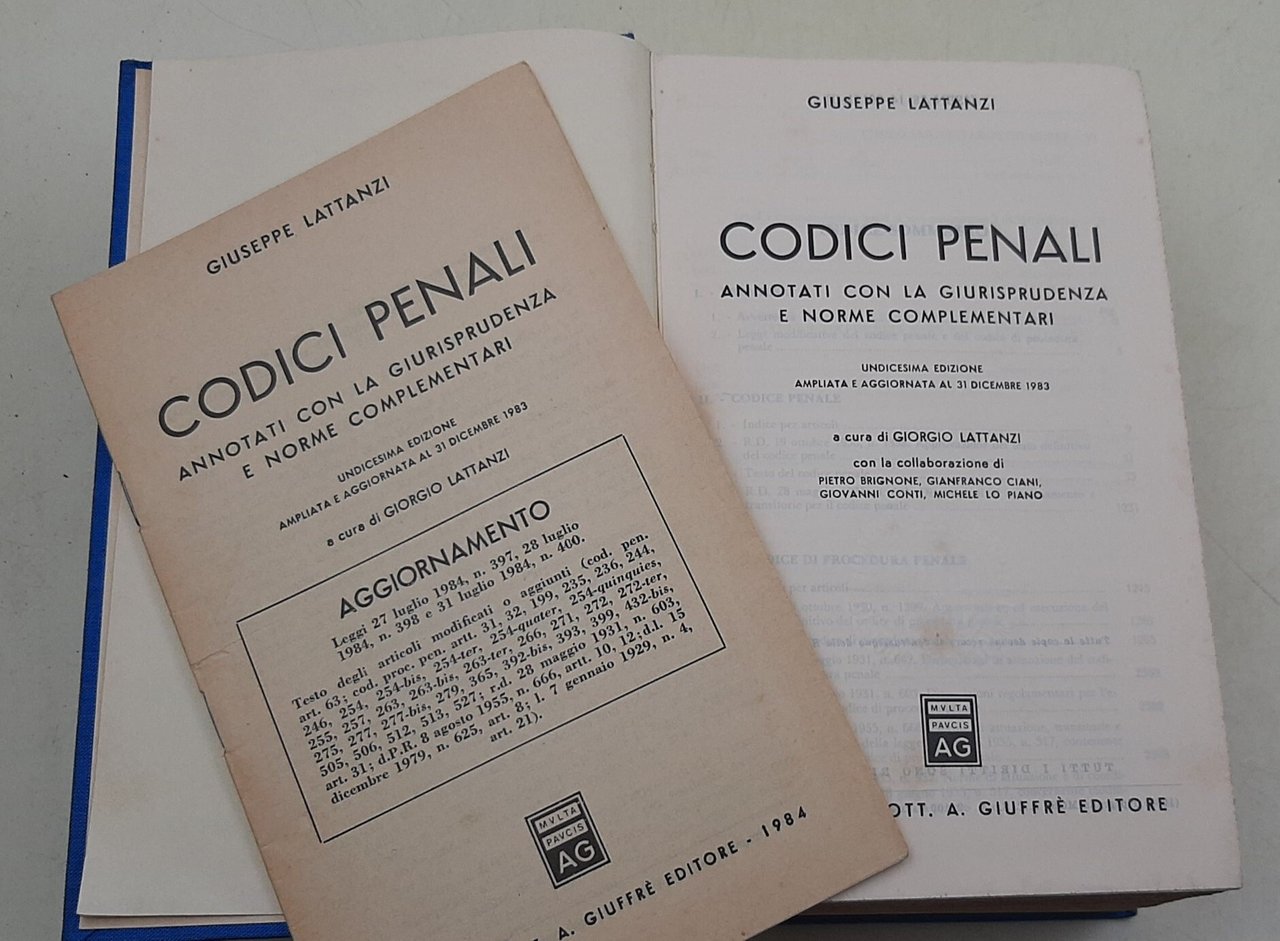 GIUSEPPE LATTANZI
CODICI PENALI
ANNOTATI CON LA GIURISPRUDENZA
E NORME COMPLEMENTARI
UNDICESIMA EDIZIONE
AMPLIATA E AGGIORNATA AL 31 DICEMBRE 1983
a cura di GIORGIO LATTANZI
AGGIORNAMENTO
Leggi 27 luglio 1984, n. 397, 28 luglio
1984, n. 398 e 31 luglio 1984, n. 400.
Testo degli articoli modificati o aggiunti (cod. pen.
art. 63; cod. proc. pen. artt. 31, 32, 199, 235, 236, 244,
246, 254, 254-bis, 254-ter, 254-quater, 254-quinquies,
255, 257, 263, 263-bis, 263-ter, 266, 271, 272, 272-ter,
275, 277, 277-bis, 279, 365, 392-bis, 393, 399, 432-bis,
505, 506, 512, 513, 527; r.d. 28 maggio 1931, n. 603,
art. 31; d.P.R. 8 agosto 1955, n. 666, artt. 10, 12; d.l. 15
dicembre 1979, n. 625, art. 8; l. 7 gennaio 1929, n. 4,
art. 21).
MVLTA
PAVCIS
AG
T. A. GIUFFRÈ EDITORE - 1984
GIUSEPPE LATTANZI
CODICI PENALI
ANNOTATI CON LA GIURISPRUDENZA
E NORME COMPLEMENTARI
UNDICESIMA EDIZIONE
AMPLIATA E AGGIORNATA AL 31 DICEMBRE 1983
a cura di GIORGIO LATTANZI
con la collaborazione di
PIETRO BRIGNONE, GIANFRANCO CIANI,
GIOVANNI CONTI, MICHELE LO PIANO
MVLTA
PAVCIS
AG
OTT. A. GIUFFRÈ EDITORE